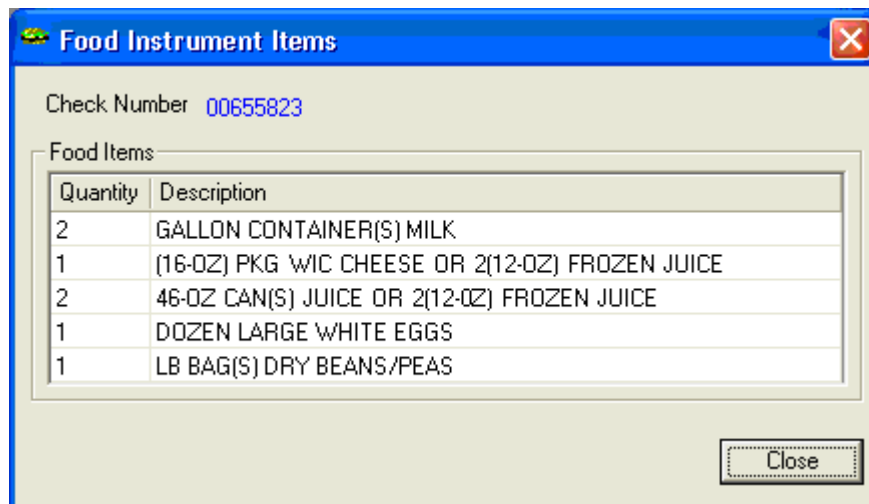 Food Instrument Items
Check Number 00655823
Food Items
Quantity Description
2 GALLON CONTAINER(S) MILK
1 (16-OZ) PKG WIC CHEESE OR 2(12-OZ) FROZEN JUICE
2 46-OZ CAN(S) JUICE OR 2(12-OZ) FROZEN JUICE
1 DOZEN LARGE WHITE EGGS
1 LB BAG(S) DRY BEANS/PEAS
Close